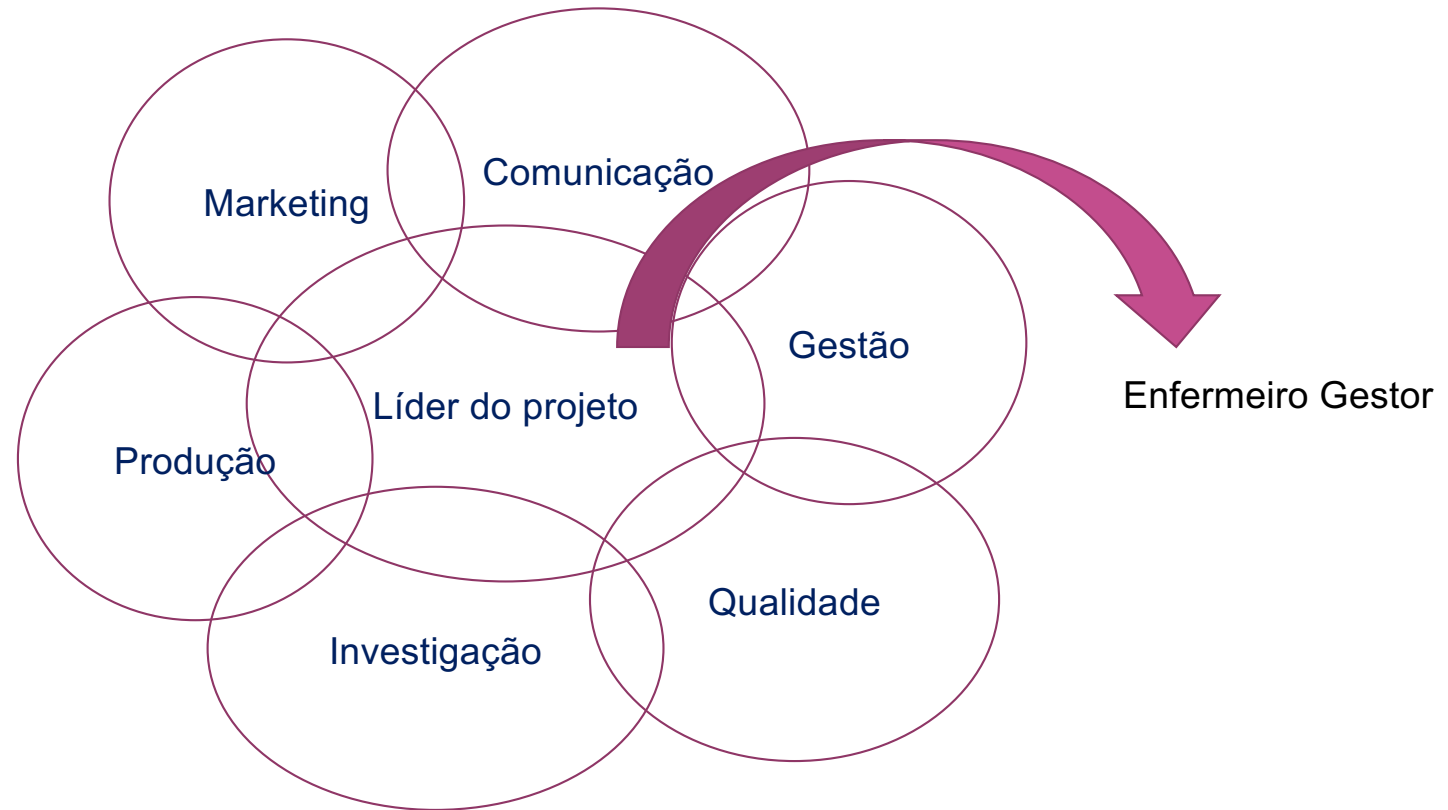 Comunicação
Marketing
Gestão
Enfermeiro Gestor
Líder do projeto
Produção
Qualidade
Investigação